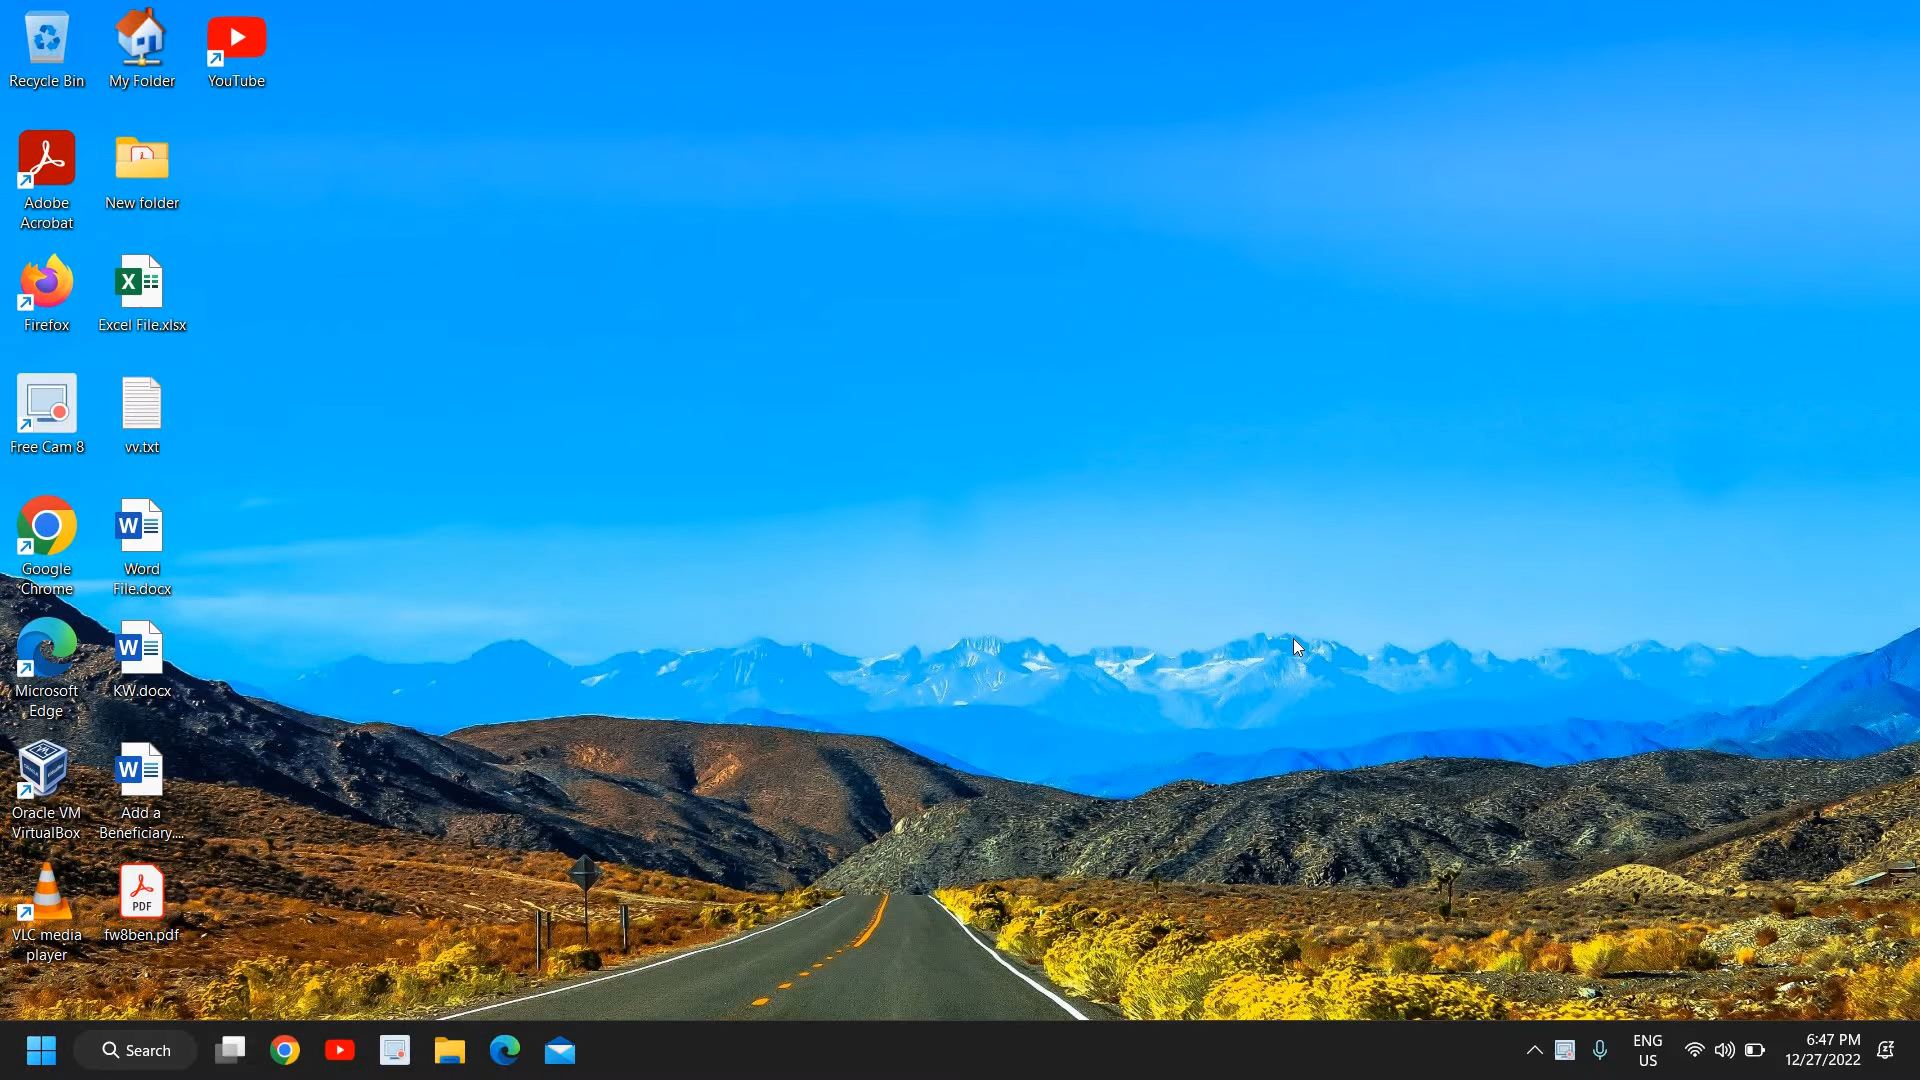 Recycle Bin
My Folder
YouTube
Adobe
Acrobat
New folder
Firefox
Excel File.xlsx
Free Cam 8
vv.txt
Google
Chrome
Word
File.docx
Microsoft
Edge
KW.docx
Oracle VM
VirtualBox
Add a
Beneficiary....
VLC media
player
PDF
fw8ben.pdf
Search
ENG
US
6:47 PM
12/27/2022